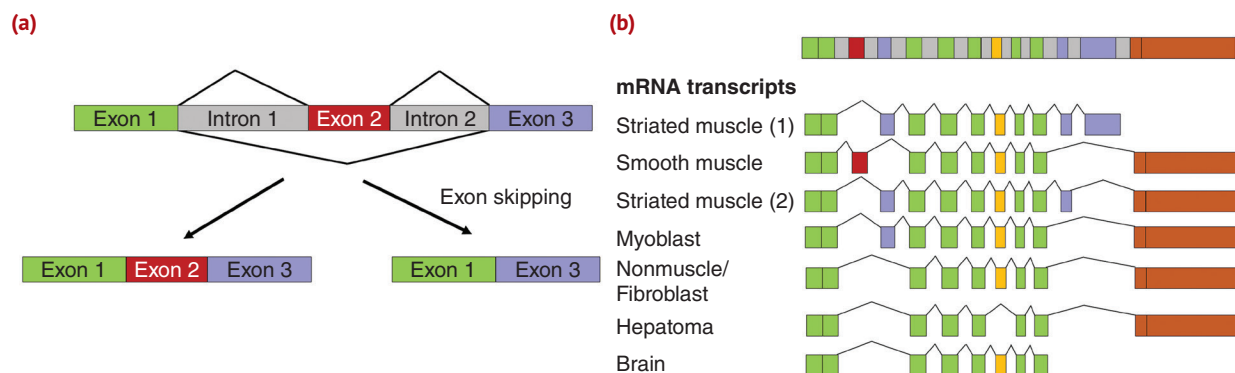 (a)
Exon 1 Intron 1 Exon 2 Intron 2 Exon 3
Exon skipping
Exon 1 Exon 2 Exon 3
Exon 1 Exon 3
(b)
mRNA transcripts
Striated muscle (1)
Smooth muscle
Striated muscle (2)
Myoblast
Nonmuscle/
Fibroblast
Hepatoma
Brain